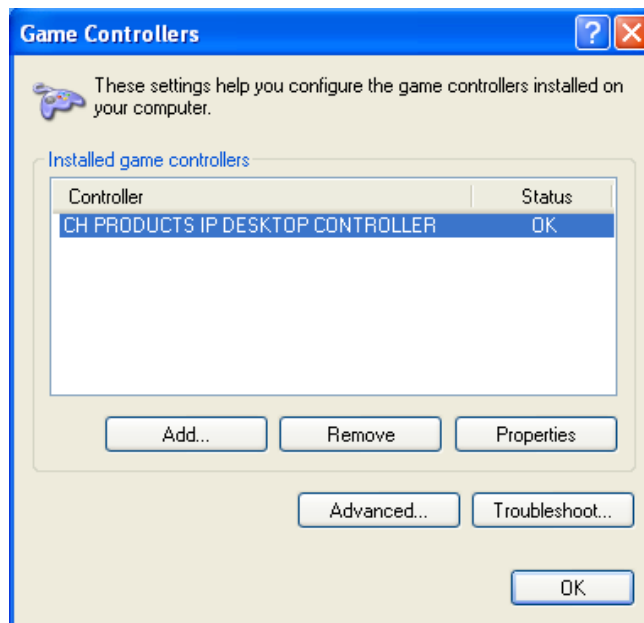 Game Controllers
These settings help you configure the game controllers installed on
your computer.
Installed game controllers
Controller Status
CH PRODUCTS IP DESKTOP CONTROLLER OK
Add... Remove Properties
Advanced... Troubleshoot...
OK